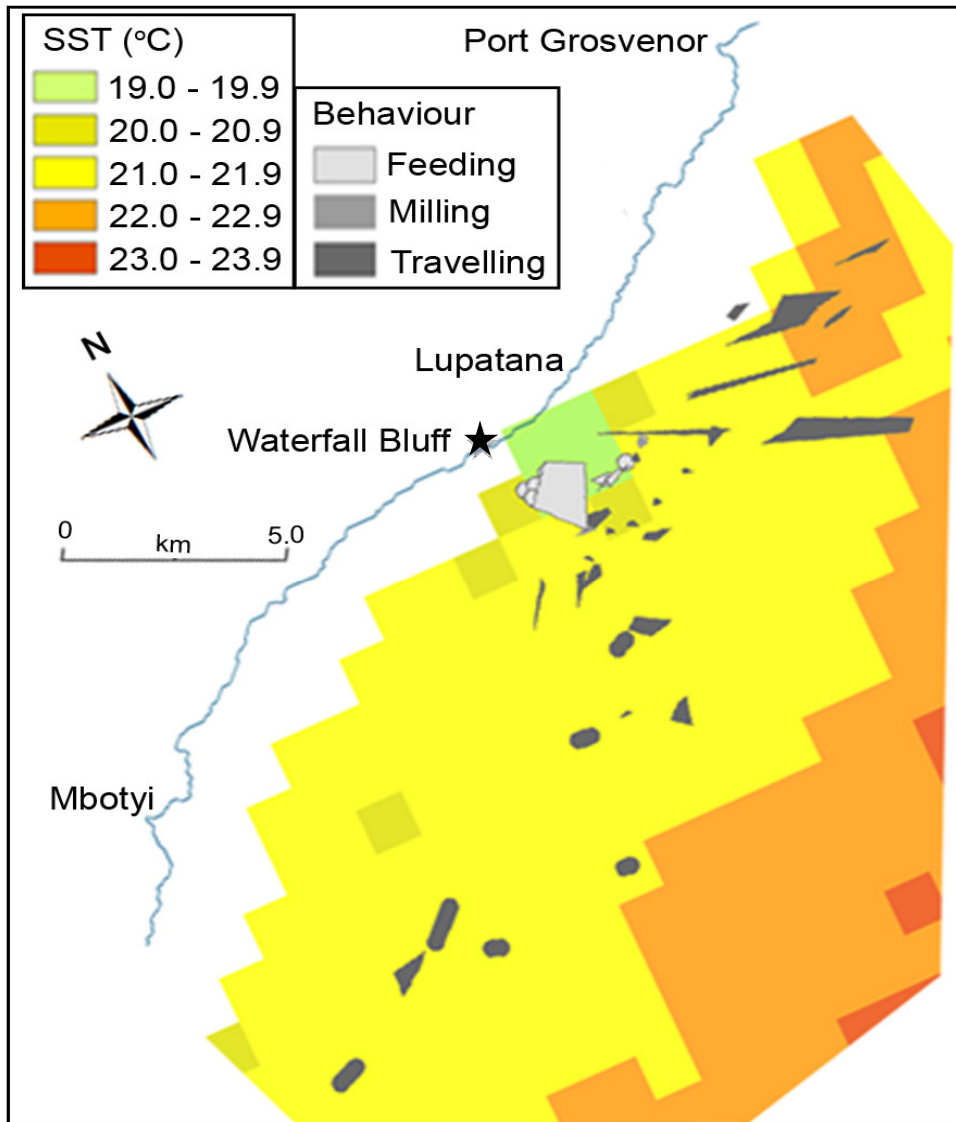 SST (°C)
19.0 - 19.9
20.0 - 20.9
21.0 - 21.9
22.0 - 22.9
23.0 - 23.9
Behaviour
Feeding
Milling
Travelling
Port Grosvenor
N
Lupatana
Waterfall Bluff
0 5.0
km
Mbotyi